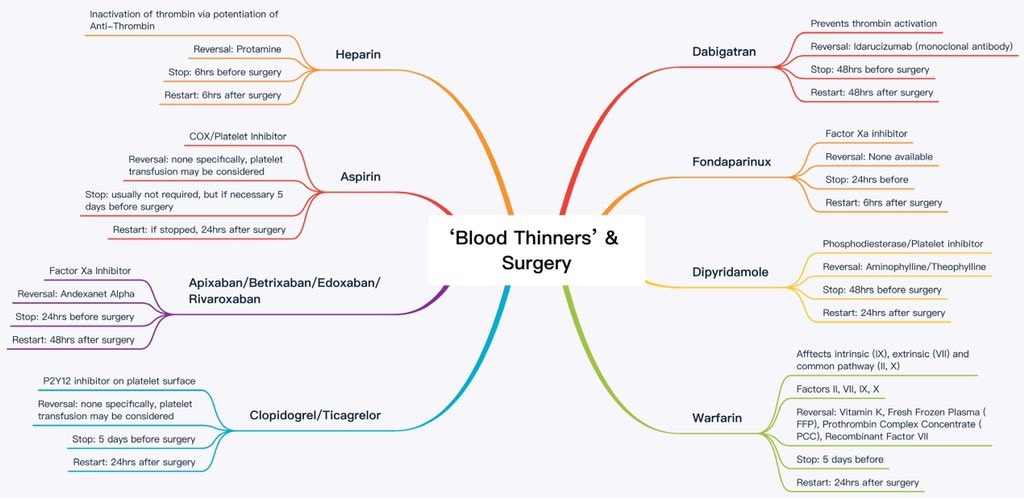 ‘Blood Thinners’ &
Surgery
Heparin
Inactivation of thrombin via potentiation of
Anti-Thrombin
Reversal: Protamine
Stop: 6hrs before surgery
Restart: 6hrs after surgery
Aspirin
COX/Platelet Inhibitor
Reversal: none specifically, platelet
transfusion may be considered
Stop: usually not required, but if necessary 5
days before surgery
Restart: if stopped, 24hrs after surgery
Apixaban/Betrixaban/Edoxaban/
Rivaroxaban
Factor Xa Inhibitor
Reversal: Andexanet Alpha
Stop: 24hrs before surgery
Restart: 48hrs after surgery
Clopidogrel/Ticagrelor
P2Y12 inhibitor on platelet surface
Reversal: none specifically, platelet
transfusion may be considered
Stop: 5 days before surgery
Restart: 24hrs after surgery
Dabigatran
Prevents thrombin activation
Reversal: Idarucizumab (monoclonal antibody)
Stop: 48hrs before surgery
Restart: 48hrs after surgery
Fondaparinux
Factor Xa inhibitor
Reversal: None available
Stop: 24hrs before
Restart: 6hrs after surgery
Dipyridamole
Phosphodiesterase/Platelet inhibitor
Reversal: Aminophylline/Theophylline
Stop: 48hrs before surgery
Restart: 24hrs after surgery
Warfarin
Afftects intrinsic (IX), extrinsic (VII) and
common pathway (II, X)
Factors II, VII, IX, X
Reversal: Vitamin K, Fresh Frozen Plasma (
FFP), Prothrombin Complex Concentrate (
PCC), Recombinant Factor VII
Stop: 5 days before
Restart: 24hrs after surgery